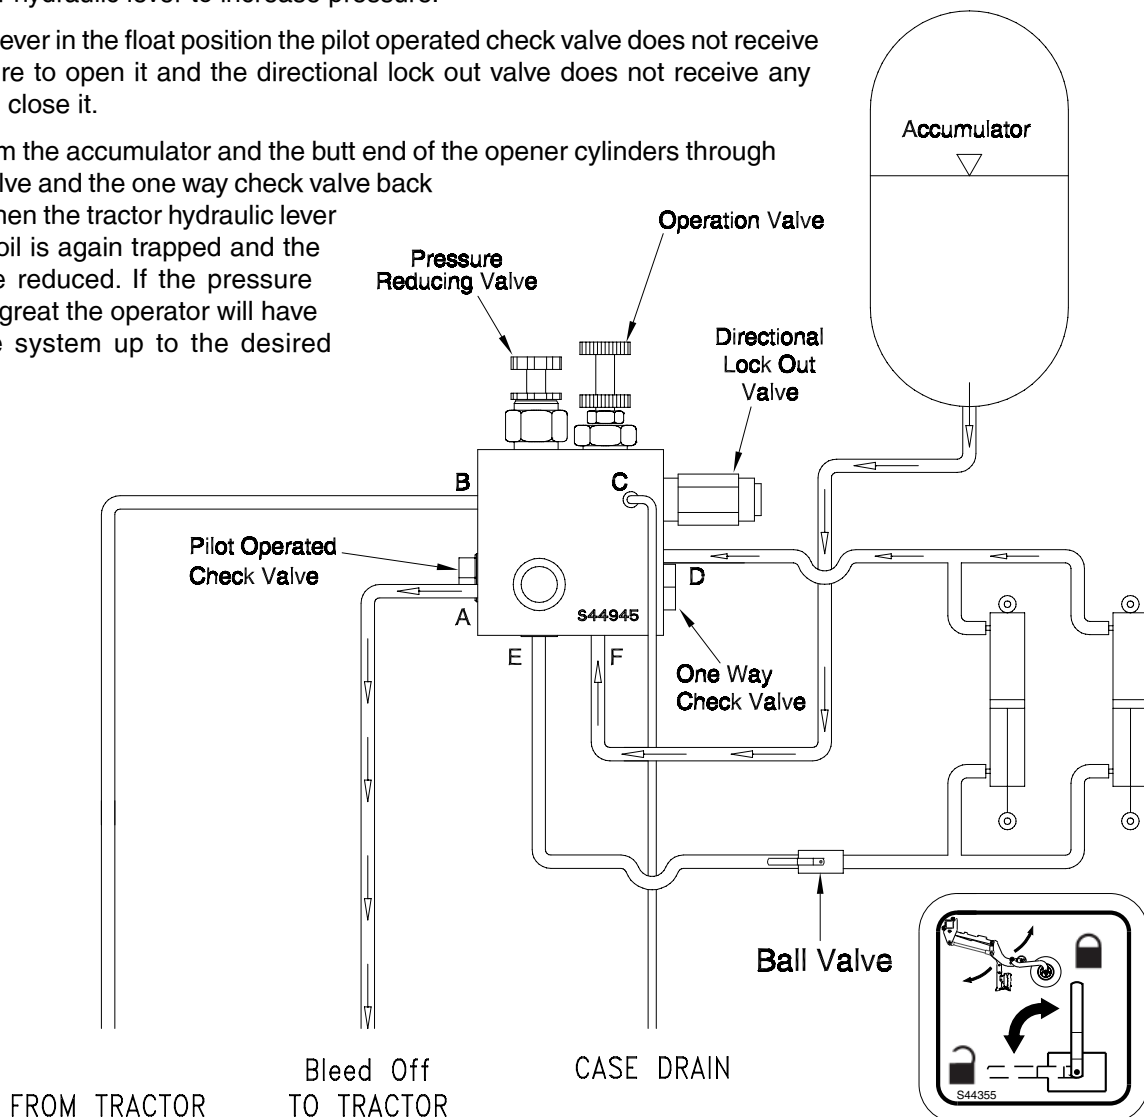 hydraulic lever to increase pressure.
ever in the float position the pilot operated check valve does not receive
re to open it and the directional lock out valve does not receive any
close it.
m the accumulator and the butt end of the opener cylinders through
lve and the one way check valve back
hen the tractor hydraulic lever
oil is again trapped and the
e reduced. If the pressure
great the operator will have
e system up to the desired
Accumulator
Operation Valve
Pressure
Reducing Valve
Directional
Lock Out
Valve
B
C
Pilot Operated
Check Valve
D
A
S44945
E
F
One Way
Check Valve
Ball Valve
S44355
FROM TRACTOR
Bleed Off
TO TRACTOR
CASE DRAIN